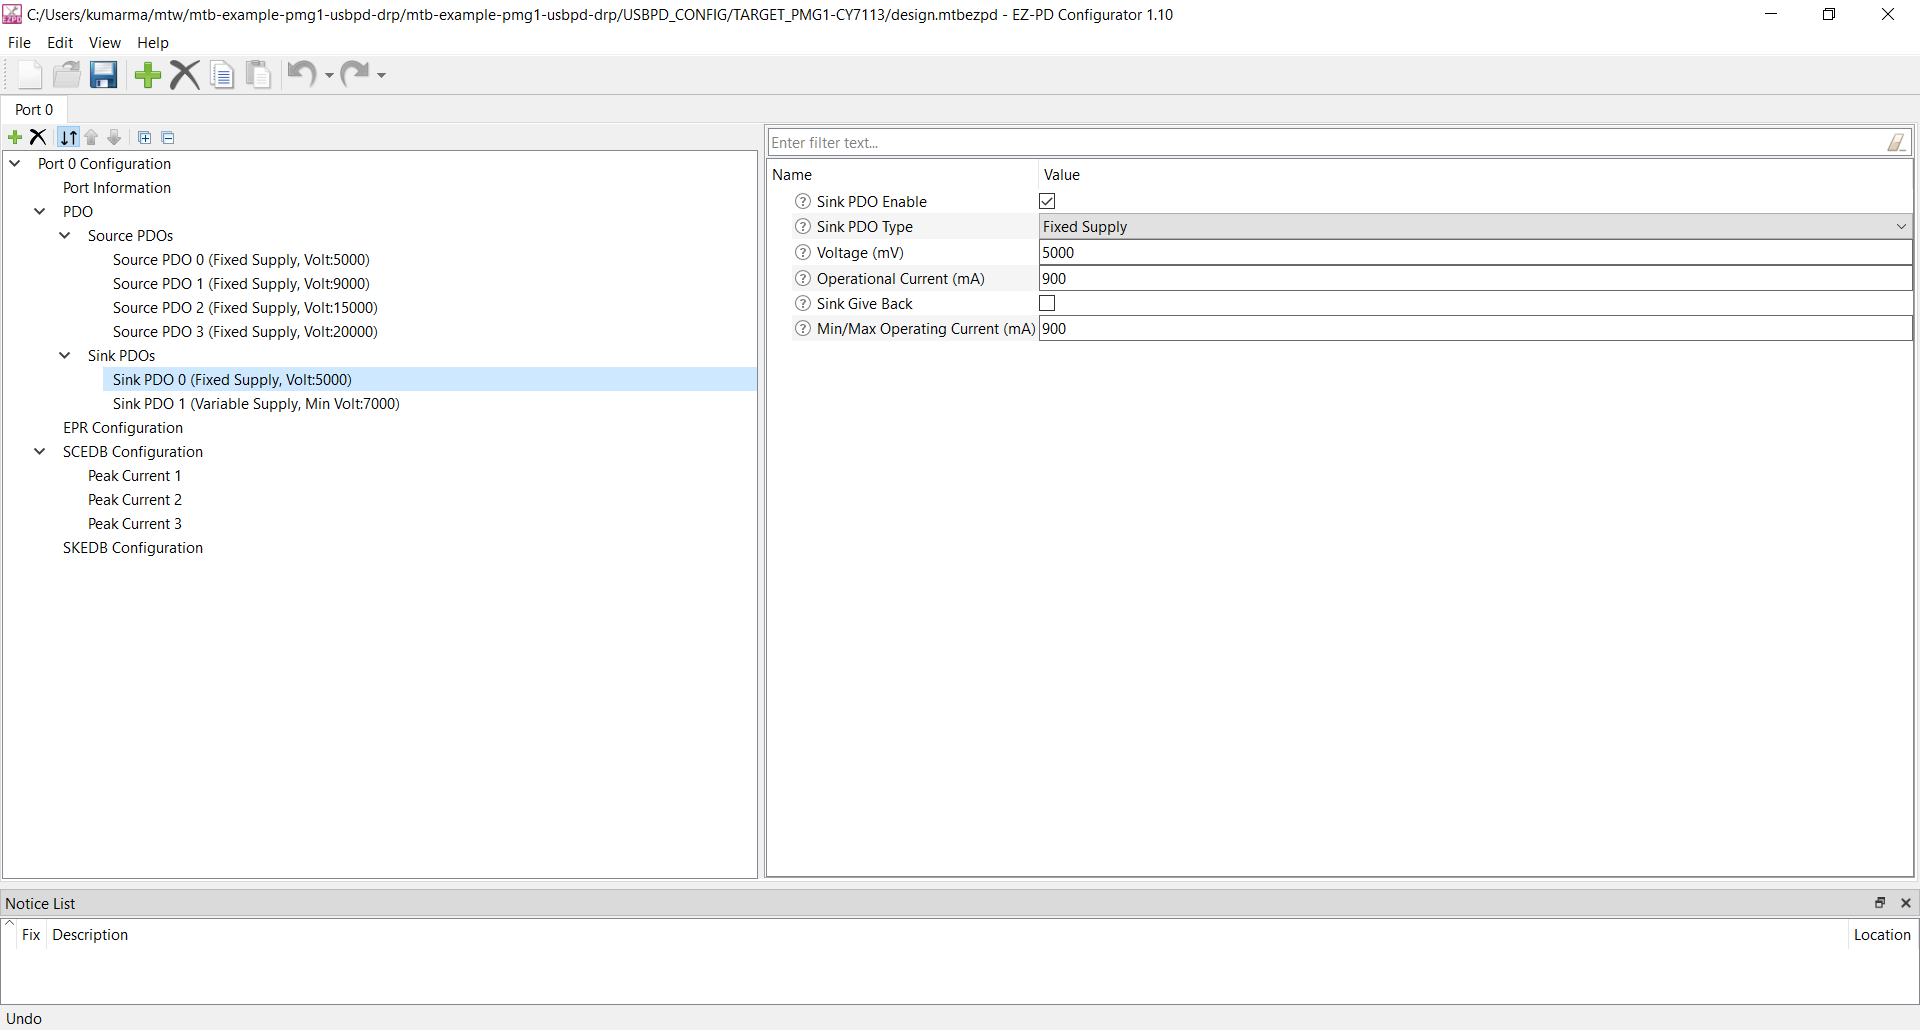 C:/Users/kumarma/mtw/mtb-example-pmg1-usbpd-drp/mtb-example-pmg1-usbpd-drp/USBPD_CONFIG/TARGET_PMG1-CY7113/design.mtbezpd - EZ-PD Configurator 1.10
File Edit View Help
Port 0
Port 0 Configuration
Port Information
PDO
Source PDOs
Source PDO 0 (Fixed Supply, Volt:5000)
Source PDO 1 (Fixed Supply, Volt:9000)
Source PDO 2 (Fixed Supply, Volt:15000)
Source PDO 3 (Fixed Supply, Volt:20000)
Sink PDOs
Sink PDO 0 (Fixed Supply, Volt:5000)
Sink PDO 1 (Variable Supply, Min Volt:7000)
EPR Configuration
SCEDB Configuration
Peak Current 1
Peak Current 2
Peak Current 3
SKEDB Configuration
Enter filter text...
Name Value
Sink PDO Enable
Sink PDO Type Fixed Supply
Voltage (mV) 5000
Operational Current (mA) 900
Sink Give Back
Min/Max Operating Current (mA) 900
Notice List
Fix Description Location
Undo